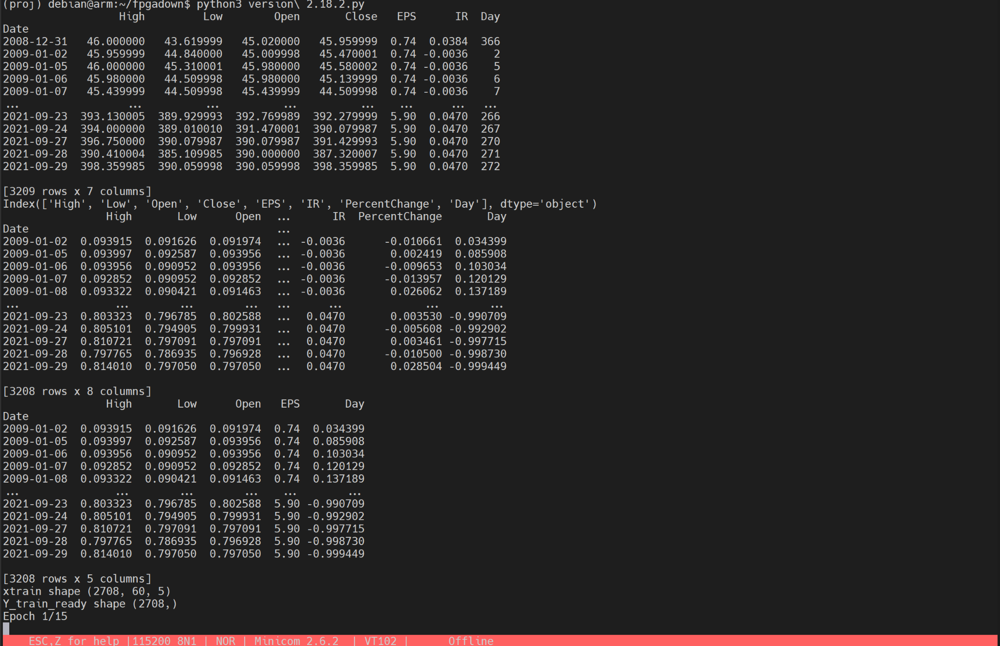 (proj) debian@arm:~/fpgadown$ python3 version\ 2.18.2.py
High Low Open Close EPS IR Day
Date
2008-12-31 46.000000 43.619999 45.020000 45.959999 0.74 0.0384 366
2009-01-02 45.959999 44.840000 45.009998 45.470001 0.74 -0.0036 2
2009-01-05 46.000000 45.310001 45.980000 45.580002 0.74 -0.0036 5
2009-01-06 45.980000 44.509998 45.980000 45.139999 0.74 -0.0036 6
2009-01-07 45.439999 44.509998 45.439999 44.509998 0.74 -0.0036 7
... ... ... ... ... ... ... ...
2021-09-23 393.130005 389.929993 392.769989 392.279999 5.90 0.0470 266
2021-09-24 394.000000 389.010010 391.470001 390.079987 5.90 0.0470 267
2021-09-27 396.750000 390.079987 390.079987 391.429993 5.90 0.0470 270
2021-09-28 390.410004 385.109985 390.000000 387.320007 5.90 0.0470 271
2021-09-29 398.359985 390.059998 390.059998 398.359985 5.90 0.0470 272
[3209 rows x 7 columns]
Index(['High', 'Low', 'Open', 'Close', 'EPS', 'IR', 'PercentChange', 'Day'], dtype='object')
High Low Open ... IR PercentChange Day
Date ...
2009-01-02 0.093915 0.091626 0.091974 ... -0.0036 -0.010661 0.034399
2009-01-05 0.093997 0.092587 0.093956 ... -0.0036 0.002419 0.085908
2009-01-06 0.093956 0.090952 0.093956 ... -0.0036 -0.009653 0.103034
2009-01-07 0.092852 0.090952 0.092852 ... -0.0036 -0.013957 0.120129
2009-01-08 0.093322 0.090421 0.091463 ... -0.0036 0.026062 0.137189
... ... ... ... ... ... ... ...
2021-09-23 0.803323 0.796785 0.802588 ... 0.0470 0.003530 -0.990709
2021-09-24 0.805101 0.794905 0.799931 ... 0.0470 -0.005608 -0.992902
2021-09-27 0.810721 0.797091 0.797091 ... 0.0470 0.003461 -0.997715
2021-09-28 0.797765 0.786935 0.796928 ... 0.0470 -0.010500 -0.998730
2021-09-29 0.814010 0.797050 0.797050 ... 0.0470 0.028504 -0.999449
[3208 rows x 8 columns]
High Low Open EPS Day
Date
2009-01-02 0.093915 0.091626 0.091974 0.74 0.034399
2009-01-05 0.093997 0.092587 0.093956 0.74 0.085908
2009-01-06 0.093956 0.090952 0.093956 0.74 0.103034
2009-01-07 0.092852 0.090952 0.092852 0.74 0.120129
2009-01-08 0.093322 0.090421 0.091463 0.74 0.137189
... ... ... ... ... ...
2021-09-23 0.803323 0.796785 0.802588 5.90 -0.990709
2021-09-24 0.805101 0.794905 0.799931 5.90 -0.992902
2021-09-27 0.810721 0.797091 0.797091 5.90 -0.997715
2021-09-28 0.797765 0.786935 0.796928 5.90 -0.998730
2021-09-29 0.814010 0.797050 0.797050 5.90 -0.999449
[3208 rows x 5 columns]
xtrain shape (2708, 60, 5)
Y_train_ready shape (2708,)
Epoch 1/15
ESC,Z for help |115200 8N1 | NOR | Minicom 2.6.2 | VT102 | Offline